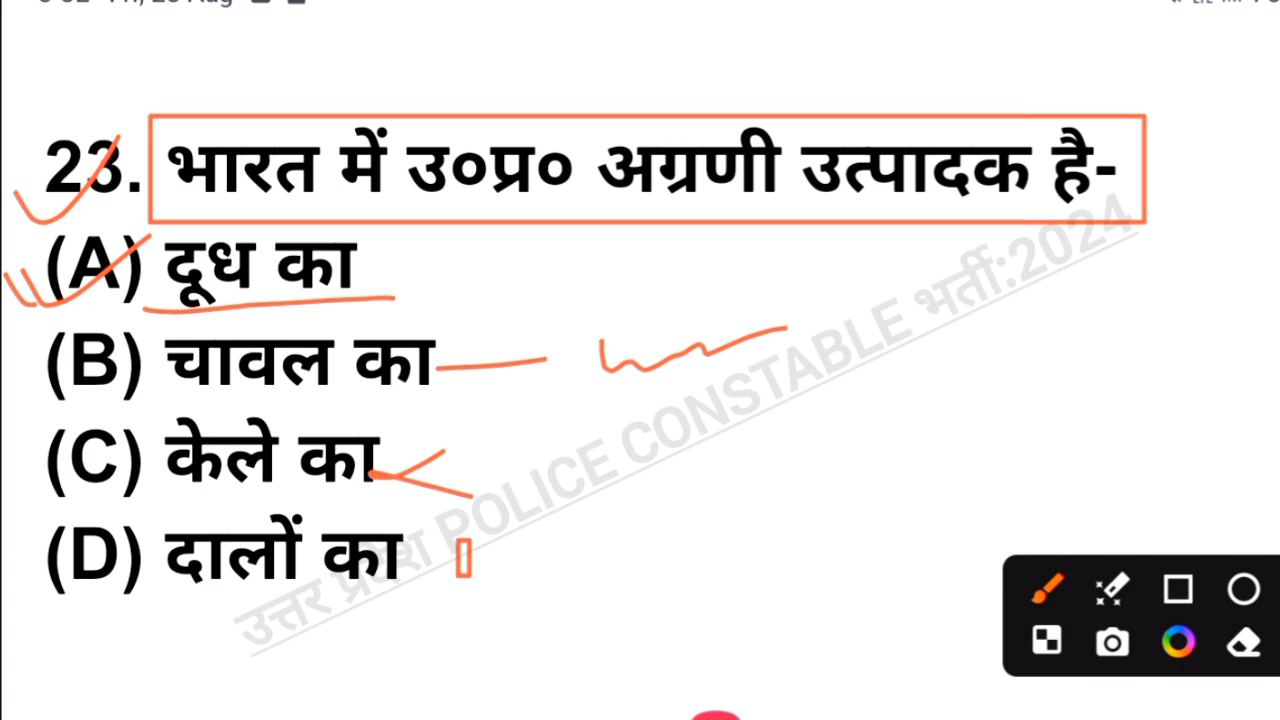 23. भारत में उ०प्र० अग्रणी उत्पादक है-
(A) दूध का
(B) चावल का
(C) केले का
(D) दालों का
उत्तर प्रदेश POLICE CONSTABLE भर्ती:2024